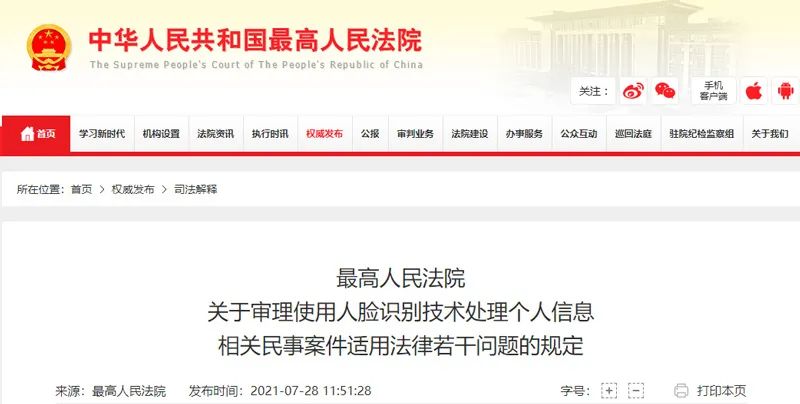 中华人民共和国最高人民法院
The Supreme People's Court of The People's Republic of China
关注：
手机
客户端
首页 学习新时代 机构设置 法院资讯 执行时讯 权威发布 公报 审判业务 法院建设 办事服务 公众互动 巡回法庭 驻院纪检监察组 关于我们
所在位置：首页 > 权威发布 > 司法解释
最高人民法院
关于审理使用人脸识别技术处理个人信息
相关民事案件适用法律若干问题的规定
来源：最高人民法院 发布时间：2021-07-28 11:51:28 字号：+ - 打印本页